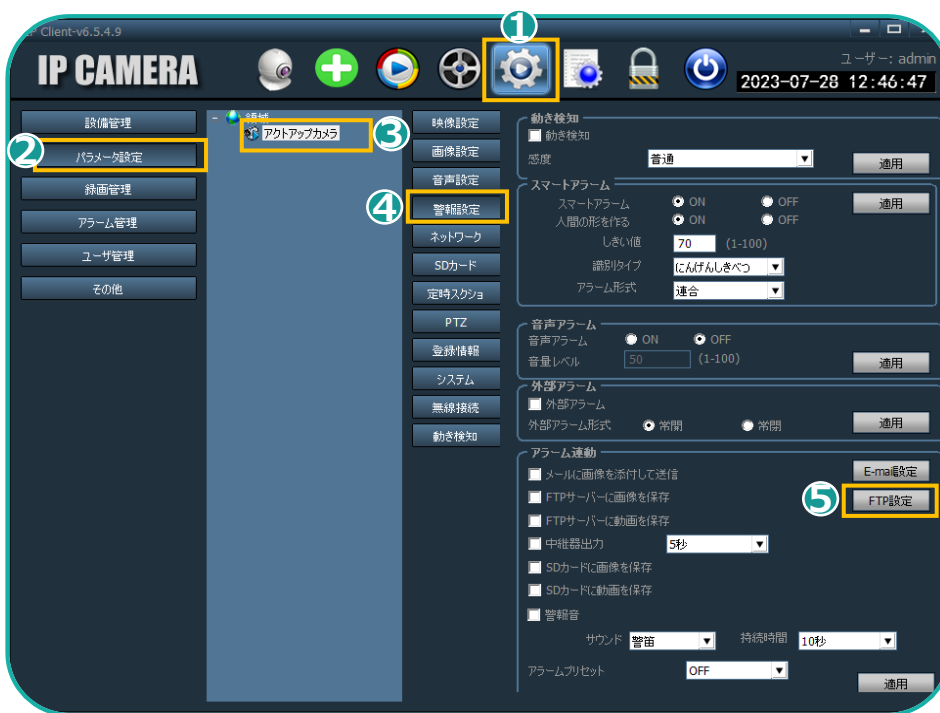 IP Client-v6.5.4.9
①
IP CAMERA
ユーザー: admin
2023-07-28 12:46:47
設備管理
② パラメータ設定
録画管理
アラーム管理
ユーザ管理
その他
領域
アクトアップカメラ ③
映像設定
画像設定
音声設定
④ 警報設定
ネットワーク
SDカード
定時スクショ
PTZ
登録情報
システム
無線接続
動き検知
動き検知
動き検知
感度 普通 適用
スマートアラーム
スマートアラーム ON OFF 適用
人間の形を作る ON OFF
しきい値 70 (1-100)
識別タイプ にんげんしきべつ
アラーム形式 連合
音声アラーム
音声アラーム ON OFF
音量レベル 50 (1-100) 適用
外部アラーム
外部アラーム
外部アラーム形式 常開 常閉 適用
アラーム連動
メールに画像を添付して送信 E-mail設定
FTPサーバーに画像を保存 ⑤ FTP設定
FTPサーバーに動画を保存
中継器出力 5秒
SDカードに画像を保存
SDカードに動画を保存
警報音
サウンド 警笛 持続時間 10秒
アラームプリセット OFF
適用